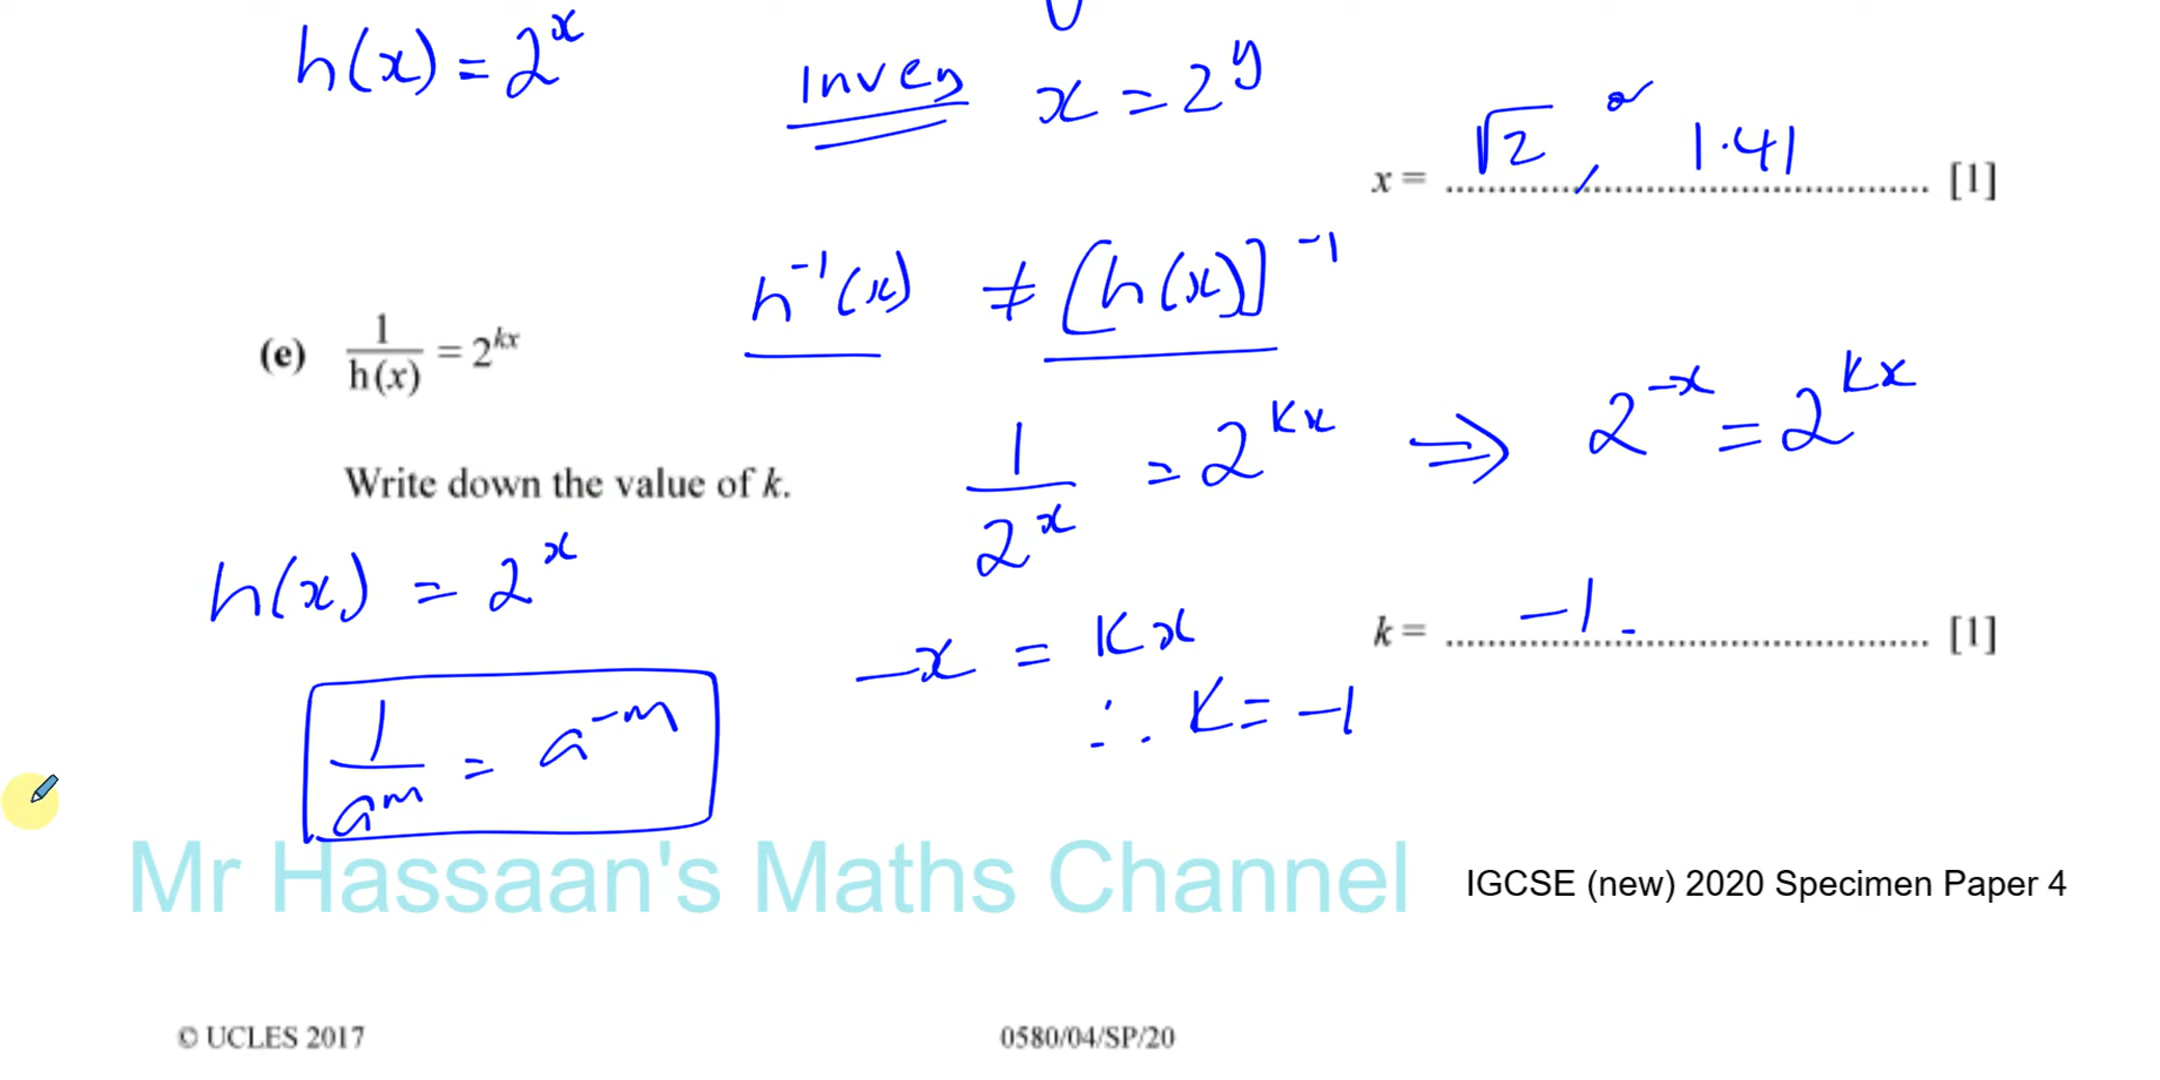 h(x) = 2^x
Inves x = 2^y
x = √2, or 1.41 [1]
h^-1(x) ≠ [h(x)]^-1
(e) 1/h(x) = 2^kx
1/2^x = 2^kx ⇒ 2^-x = 2^kx
Write down the value of k.
h(x) = 2^x
k = -1 [1]
-x = kx
∴ k = -1
1/a^m = a^-m
Mr Hassaan's Maths Channel
IGCSE (new) 2020 Specimen Paper 4
© UCLES 2017
0580/04/SP/20